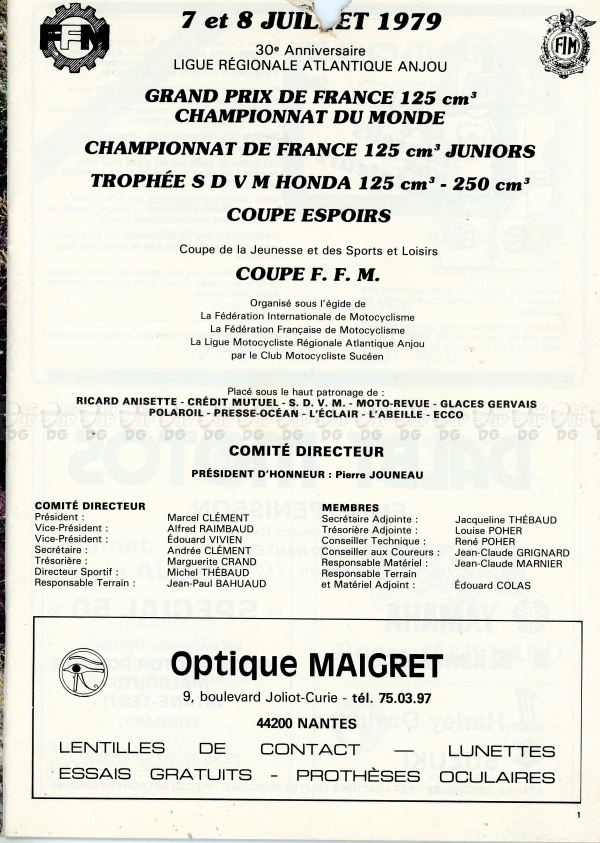 7 et 8 JUILLET 1979
FFM
FIM
30e Anniversaire
LIGUE RÉGIONALE ATLANTIQUE ANJOU
GRAND PRIX DE FRANCE 125 cm³
CHAMPIONNAT DU MONDE
CHAMPIONNAT DE FRANCE 125 cm³ JUNIORS
TROPHÉE S D V M HONDA 125 cm³ - 250 cm³
COUPE ESPOIRS
Coupe de la Jeunesse et des Sports et Loisirs
COUPE F. F. M.
Organisé sous l'égide de
La Fédération Internationale de Motocyclisme
La Fédération Française de Motocyclisme
La Ligue Motocycliste Régionale Atlantique Anjou
par le Club Motocycliste Sucéen
Placé sous le haut patronage de :
RICARD ANISETTE - CRÉDIT MUTUEL - S. D. V. M. - MOTO-REVUE - GLACES GERVAIS
POLAROIL - PRESSE-OCÉAN - L'ÉCLAIR - L'ABEILLE - ECCO
COMITÉ DIRECTEUR
PRÉSIDENT D'HONNEUR : Pierre JOUNEAU
COMITÉ DIRECTEUR
Président : Marcel CLÉMENT
Vice-Président : Alfred RAIMBAUD
Vice-Président : Édouard VIVIEN
Secrétaire : Andrée CLÉMENT
Trésorière : Marguerite CRAND
Directeur Sportif : Michel THÉBAUD
Responsable Terrain : Jean-Paul BAHUAUD
MEMBRES
Secrétaire Adjointe : Jacqueline THÉBAUD
Trésorière Adjointe : Louise POHER
Conseiller Technique : René POHER
Conseiller aux Coureurs : Jean-Claude GRIGNARD
Responsable Matériel : Jean-Claude MARNIER
Responsable Terrain
et Matériel Adjoint : Édouard COLAS
Optique MAIGRET
9, boulevard Joliot-Curie - tél. 75.03.97
44200 NANTES
LENTILLES DE CONTACT — LUNETTES
ESSAIS GRATUITS - PROTHÈSES OCULAIRES
1